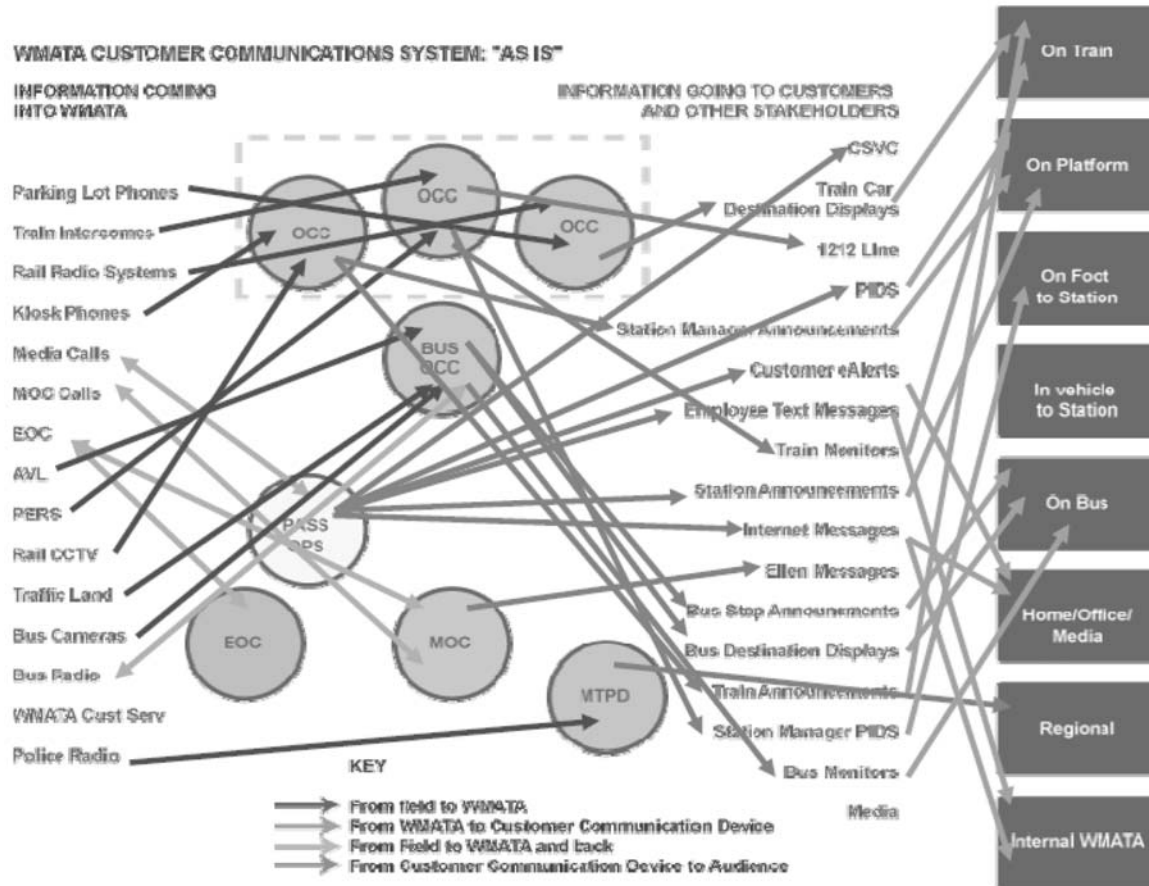 WMATA CUSTOMER COMMUNICATIONS SYSTEM: "AS IS"
INFORMATION COMING
INTO WMATA
INFORMATION GOING TO CUSTOMERS
AND OTHER STAKEHOLDERS
Parking Lot Phones
Train Intercomes
Rail Radio Systems
Kiosk Phones
Media Calls
MOC Calls
EOC
AVL
PERS
Rail CCTV
Traffic Land
Bus Cameras
Bus Radio
WMATA Cust Serv
Police Radio
OCC
OCC
OCC
BUS
OCC
PASS
OPS
EOC
MOC
MTPD
CSVC
Train Car
Destination Displays
1212 Line
PIDS
Station Manager Announcements
Customer eAlerts
Employee Text Messages
Train Monitors
Station Announcements
Internet Messages
Ellen Messages
Bus Stop Announcements
Bus Destination Displays
Train Announcements
Station Manager PIDS
Bus Monitors
Media
On Train
On Platform
On Foot
to Station
In vehicle
to Station
On Bus
Home/Office/
Media
Regional
Internal WMATA
KEY
From field to WMATA
From WMATA to Customer Communication Device
From Field to WMATA and back
From Customer Communication Device to Audience